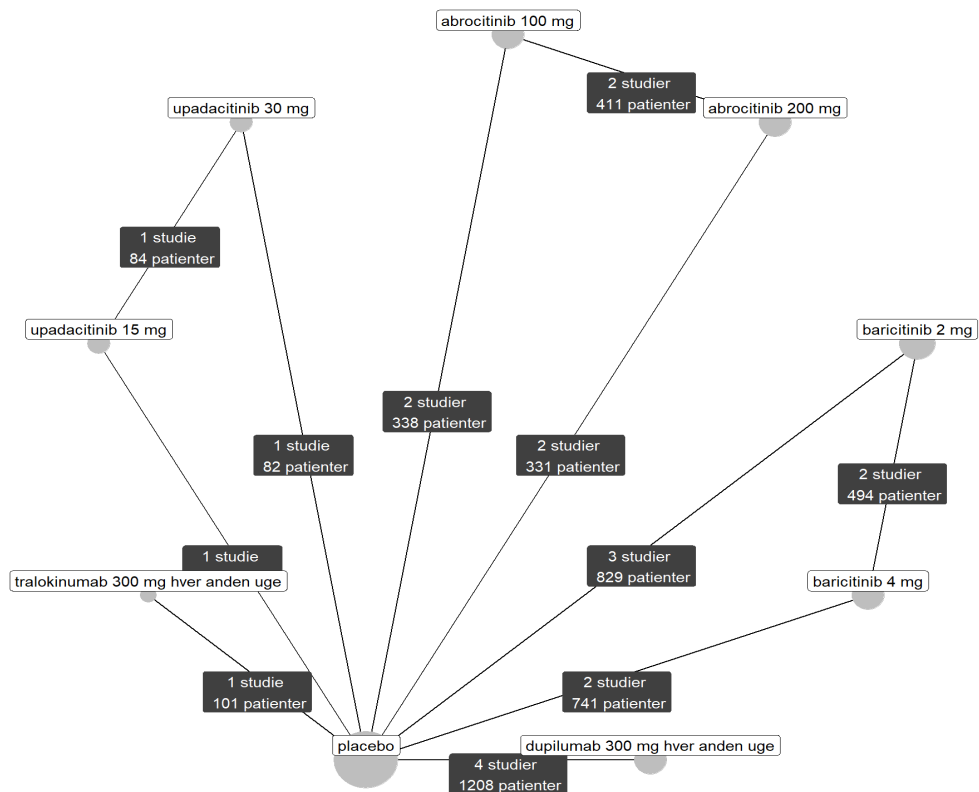 abrocitinib 100 mg
2 studier
411 patienter
upadacitinib 30 mg
abrocitinib 200 mg
1 studie
84 patienter
upadacitinib 15 mg
baricitinib 2 mg
2 studier
338 patienter
1 studie
82 patienter
2 studier
331 patienter
2 studier
494 patienter
1 studie
3 studier
829 patienter
tralokinumab 300 mg hver anden uge
baricitinib 4 mg
1 studie
101 patienter
2 studier
741 patienter
placebo
dupilumab 300 mg hver anden uge
4 studier
1208 patienter